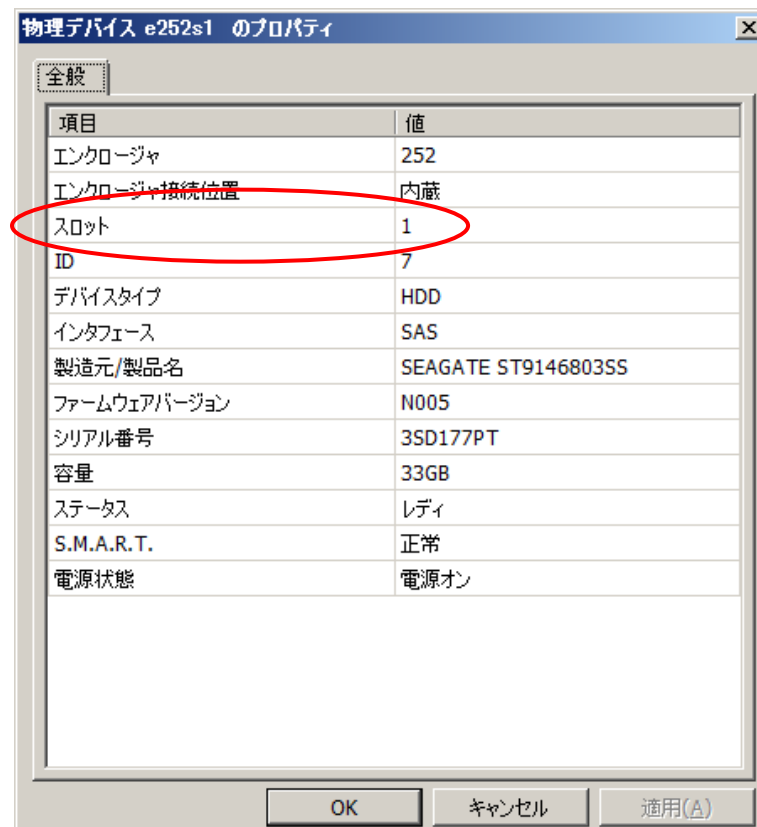 物理デバイス e252s1 のプロパティ
全般
項目 値
エンクロージャ 252
エンクロージャ接続位置 内蔵
スロット 1
ID 7
デバイスタイプ HDD
インタフェース SAS
製造元/製品名 SEAGATE ST9146803SS
ファームウェアバージョン N005
シリアル番号 3SD177PT
容量 33GB
ステータス レディ
S.M.A.R.T. 正常
電源状態 電源オン
OK キャンセル 適用(A)